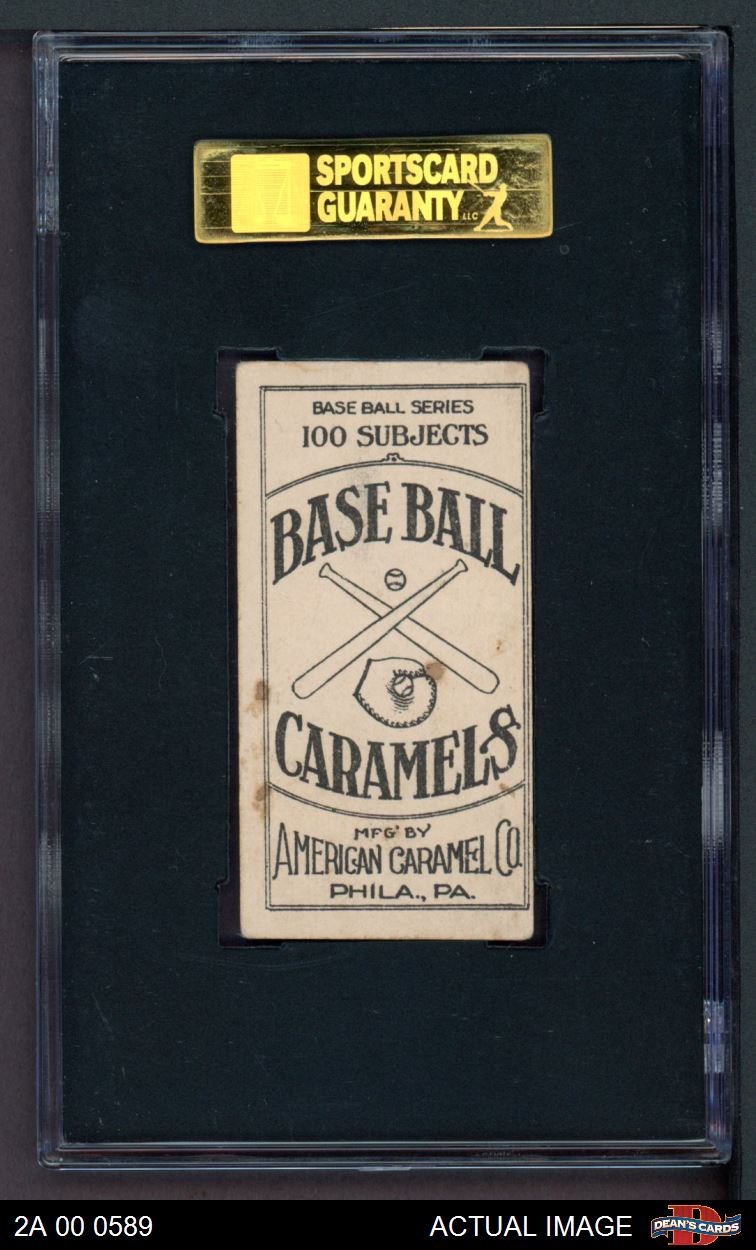 SPORTSCARD
GUARANTY LLC
BASE BALL SERIES
100 SUBJECTS
BASE BALL
CARAMELS
MFG' BY
AMERICAN CARAMEL CO.
PHILA., PA.
2A 00 0589
ACTUAL IMAGE
DEAN'S CARDS